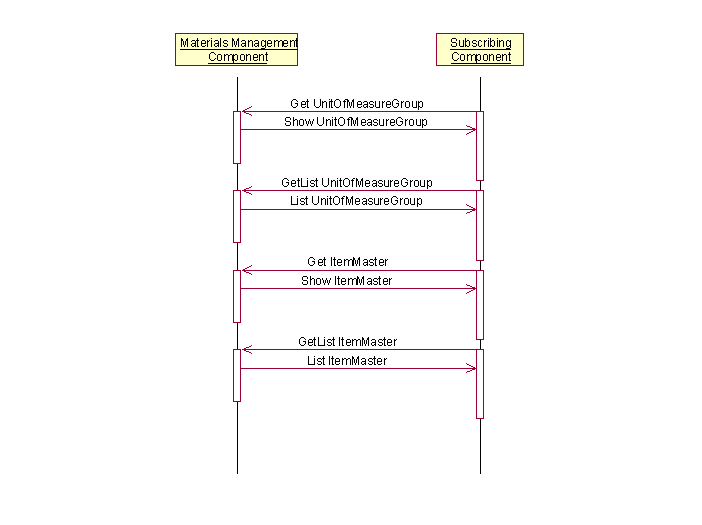 Materials Management
Component
Subscribing
Component
Get UnitOfMeasureGroup
Show UnitOfMeasureGroup
GetList UnitOfMeasureGroup
List UnitOfMeasureGroup
Get ItemMaster
Show ItemMaster
GetList ItemMaster
List ItemMaster